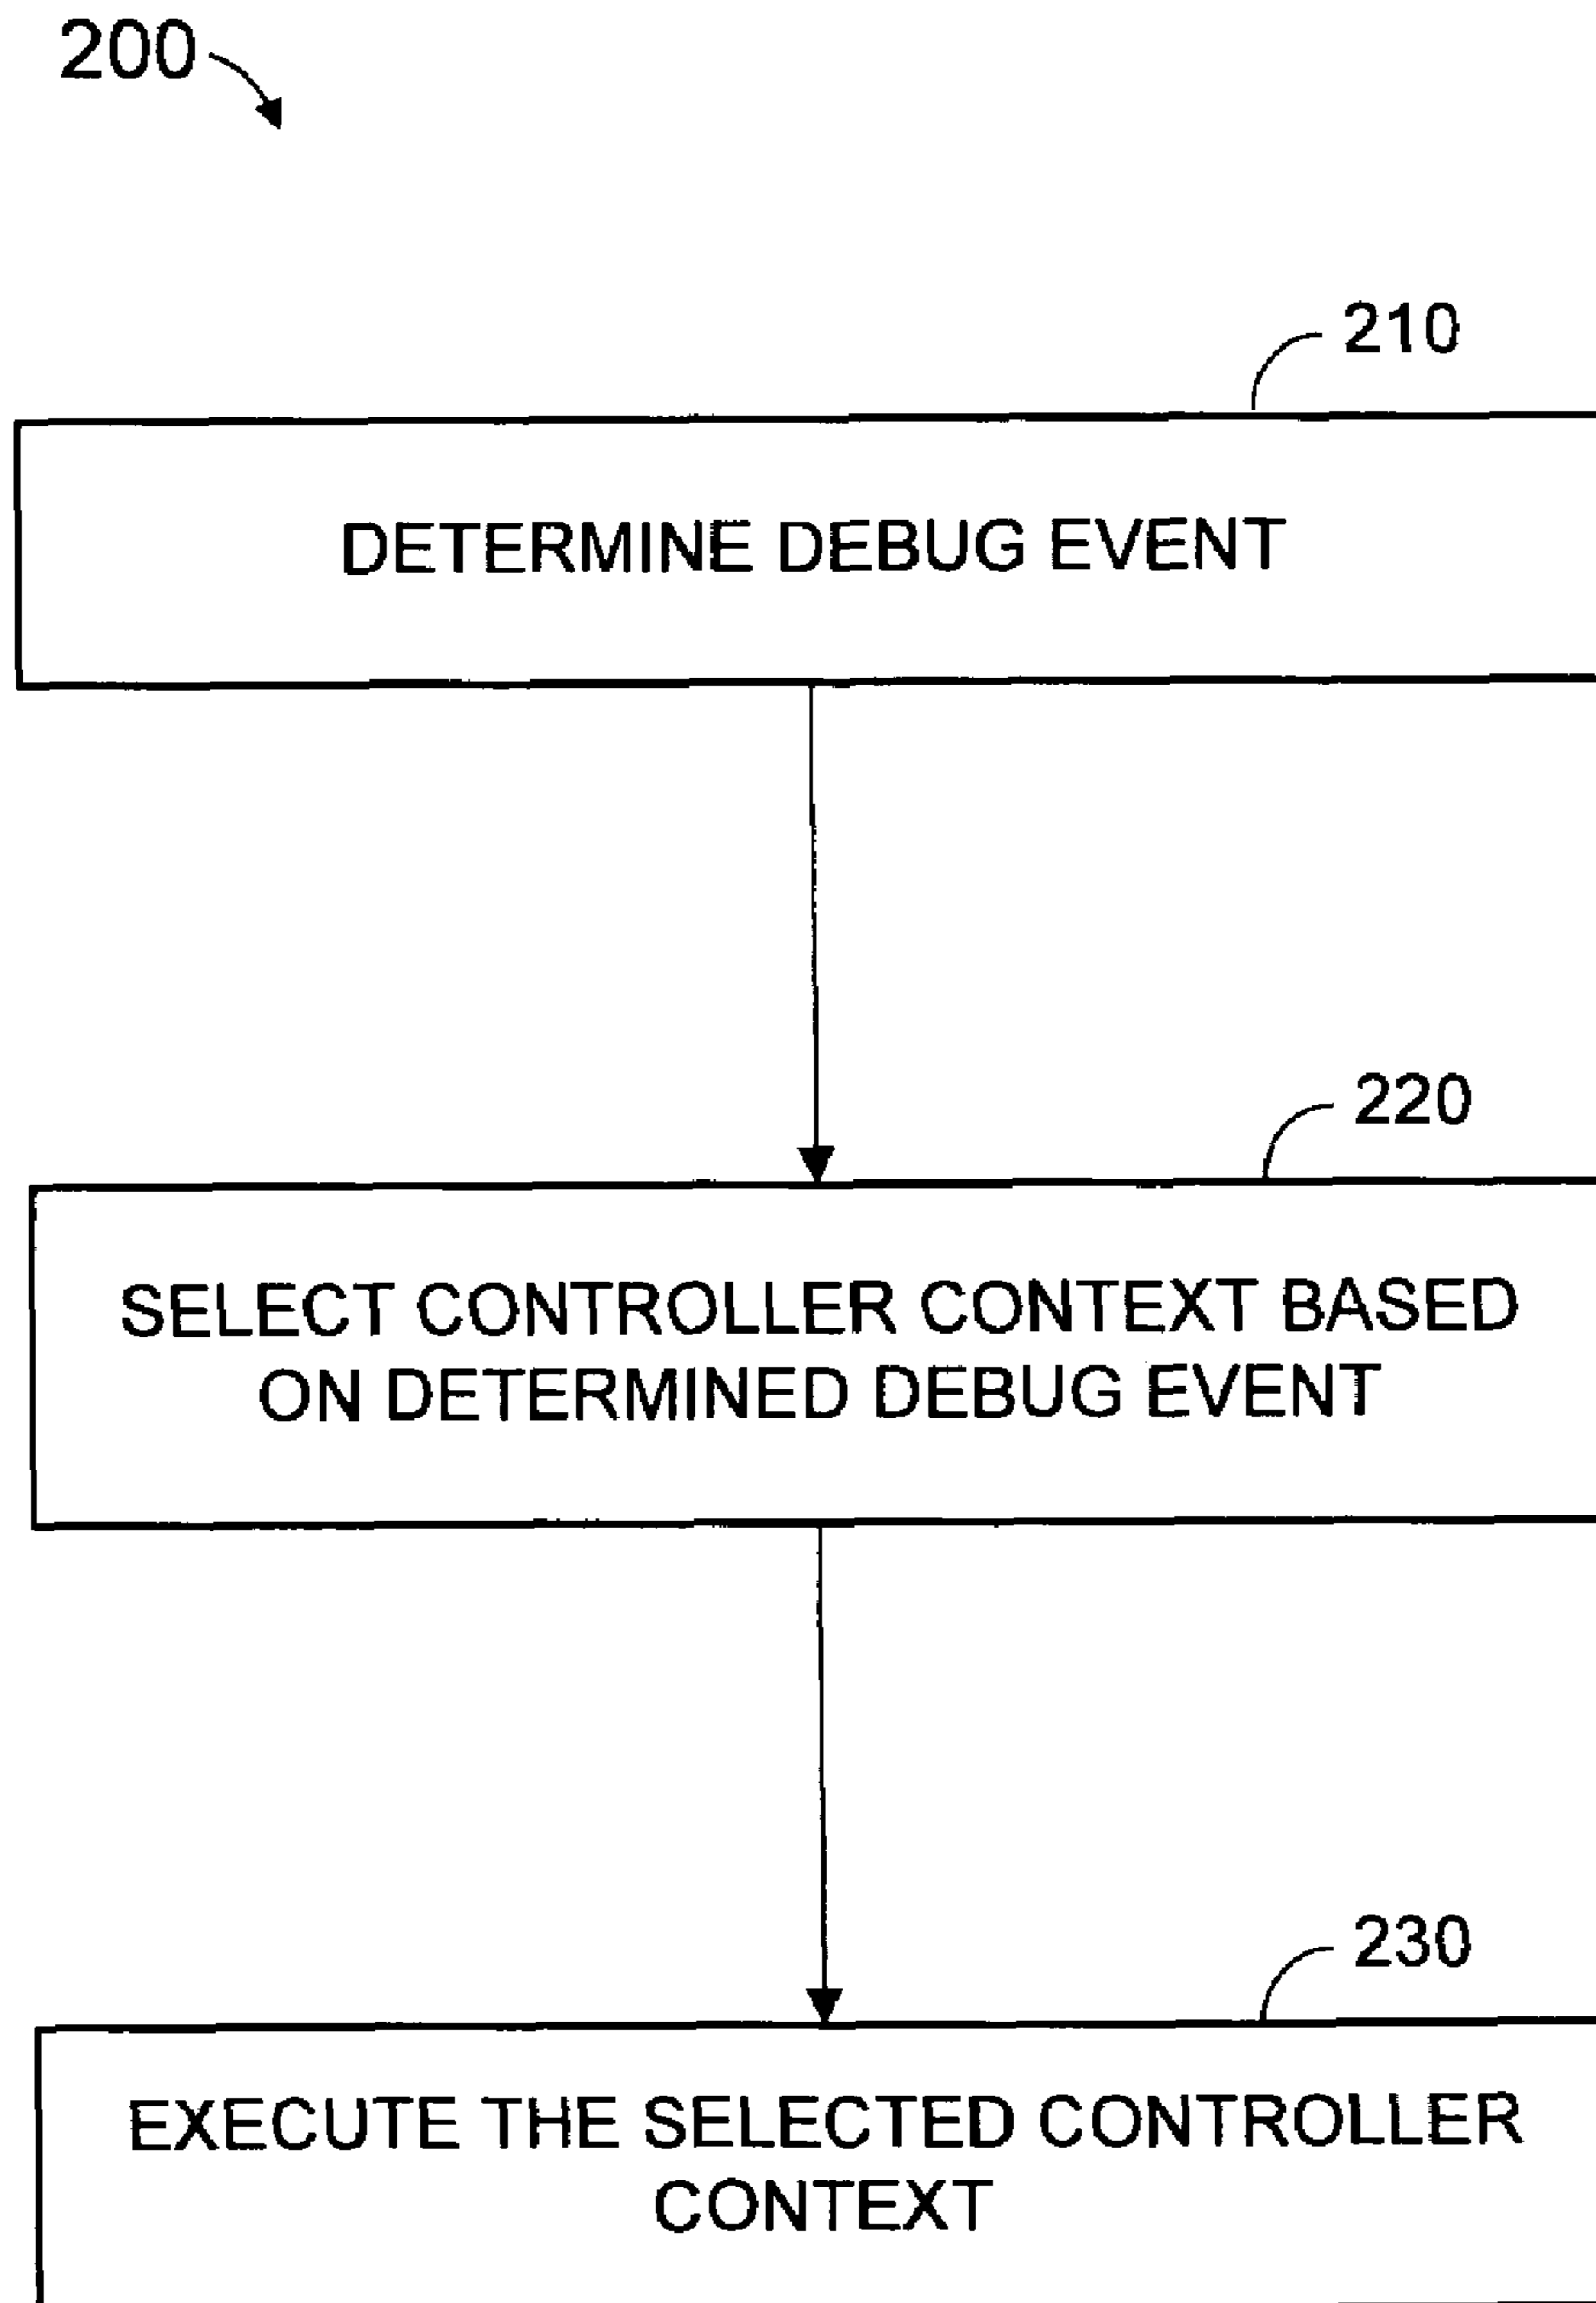 200
210
DETERMINE DEBUG EVENT
220
SELECT CONTROLLER CONTEXT BASED
ON DETERMINED DEBUG EVENT
230
EXECUTE THE SELECTED CONTROLLER
CONTEXT